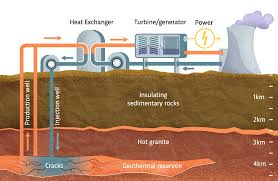 Heat Exchanger
Turbine/generator
Power
Production well
Injection well
Insulating
sedimentary rocks
1km
2km
Hot granite
3km
Cracks
Geothermal reservoir
4km